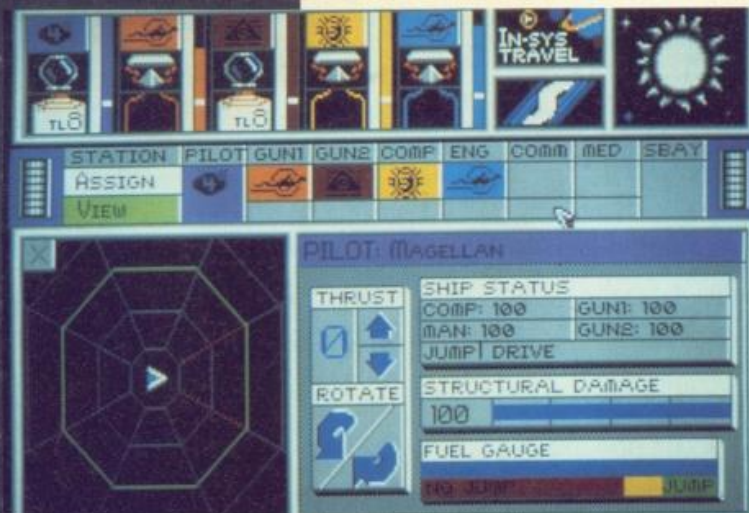 4
TL8
TL8
IN-SYS
TRAVEL
STATION PILOT GUN1 GUN2 COMP ENG COMM MED SBAY
ASSIGN 4
VIEW
X
PILOT: MAGELLAN
THRUST
0
ROTATE
SHIP STATUS
COMP: 100 GUN1: 100
MAN: 100 GUN2: 100
JUMP DRIVE
STRUCTURAL DAMAGE
100
FUEL GAUGE
NO JUMP JUMP